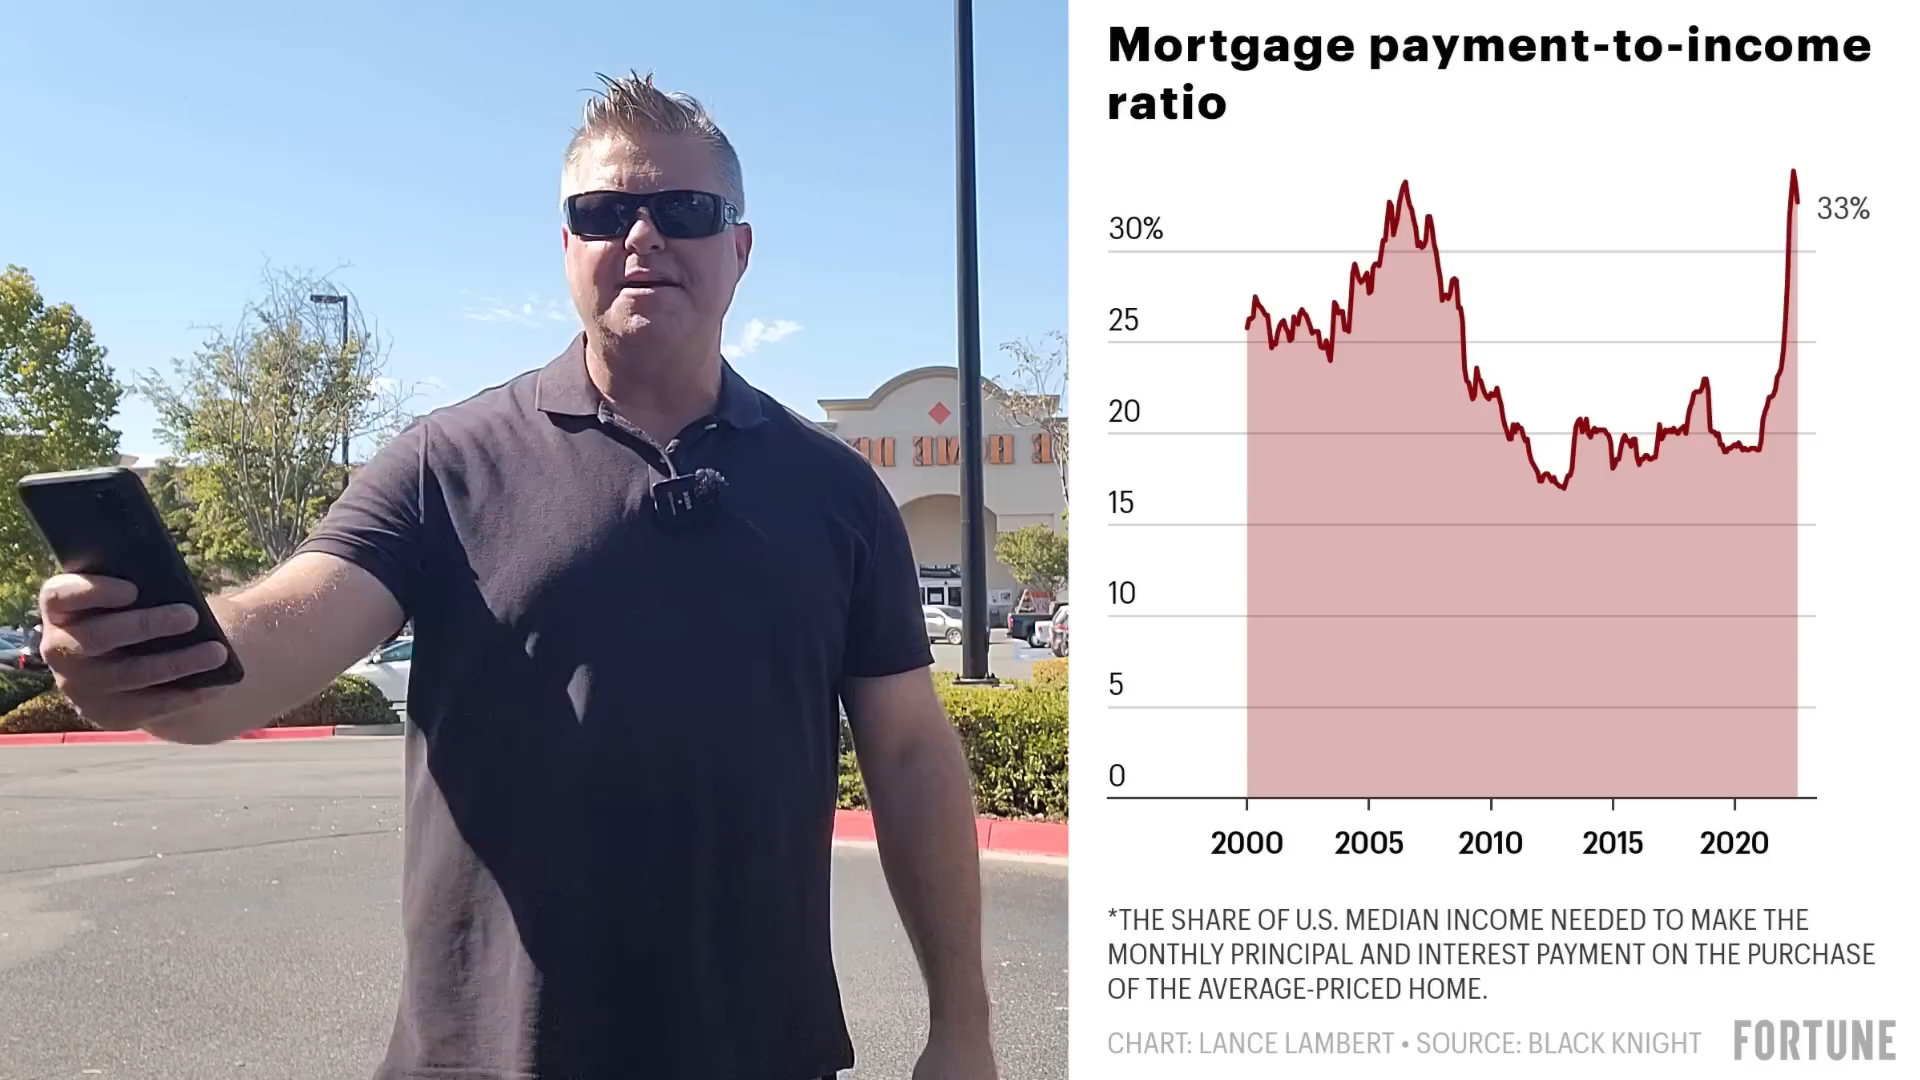 Mortgage payment-to-income
ratio
33%
30%
25
20
15
10
5
0
2000 2005 2010 2015 2020
*THE SHARE OF U.S. MEDIAN INCOME NEEDED TO MAKE THE
MONTHLY PRINCIPAL AND INTEREST PAYMENT ON THE PURCHASE
OF THE AVERAGE-PRICED HOME.
CHART: LANCE LAMBERT • SOURCE: BLACK KNIGHT FORTUNE